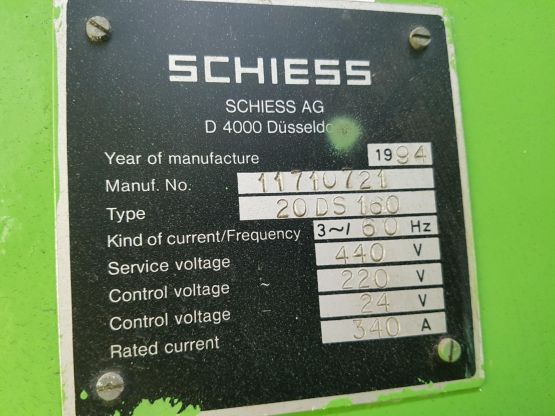 SCHIESS
SCHIESS AG
D 4000
Year of manufacture 1994
Manuf. No. 11710721
Type 20 DS 160
Kind of current/Frequency 3~/ 60 Hz
Service voltage 440 V
Control voltage ~ 220 V
Control voltage - 24 V
Rated current 340 A